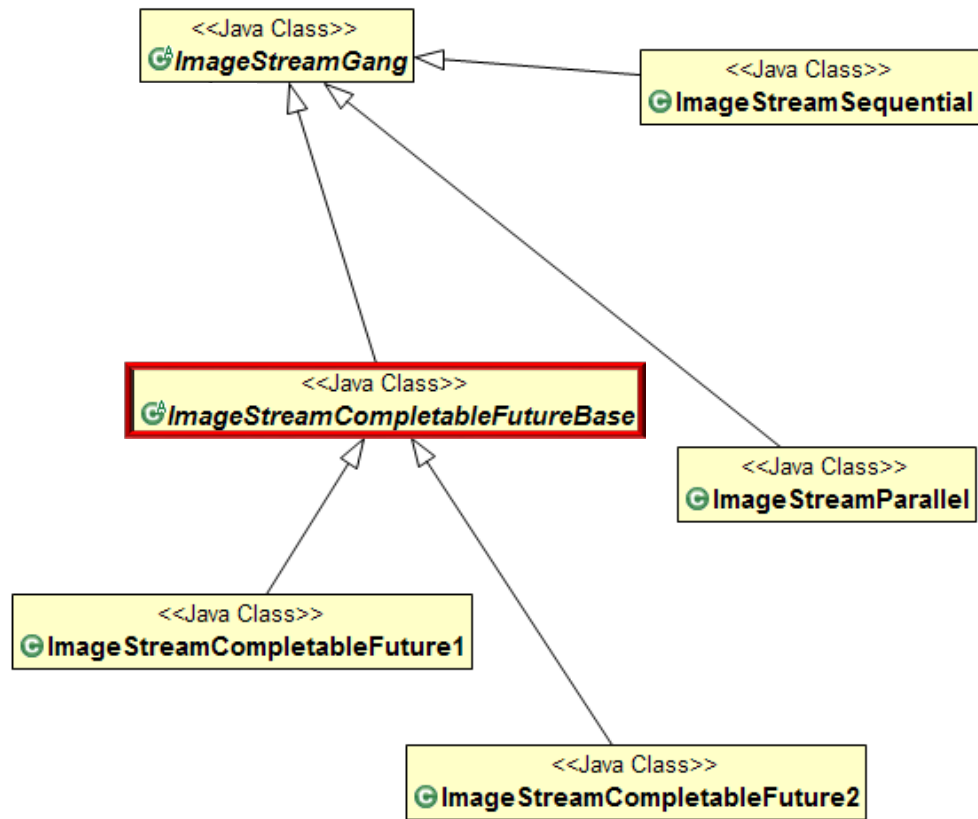 <<Java Class>>
ImageStreamGang
<<Java Class>>
ImageStreamSequential
<<Java Class>>
ImageStreamCompletableFutureBase
<<Java Class>>
ImageStreamParallel
<<Java Class>>
ImageStreamCompletableFuture1
<<Java Class>>
ImageStreamCompletableFuture2